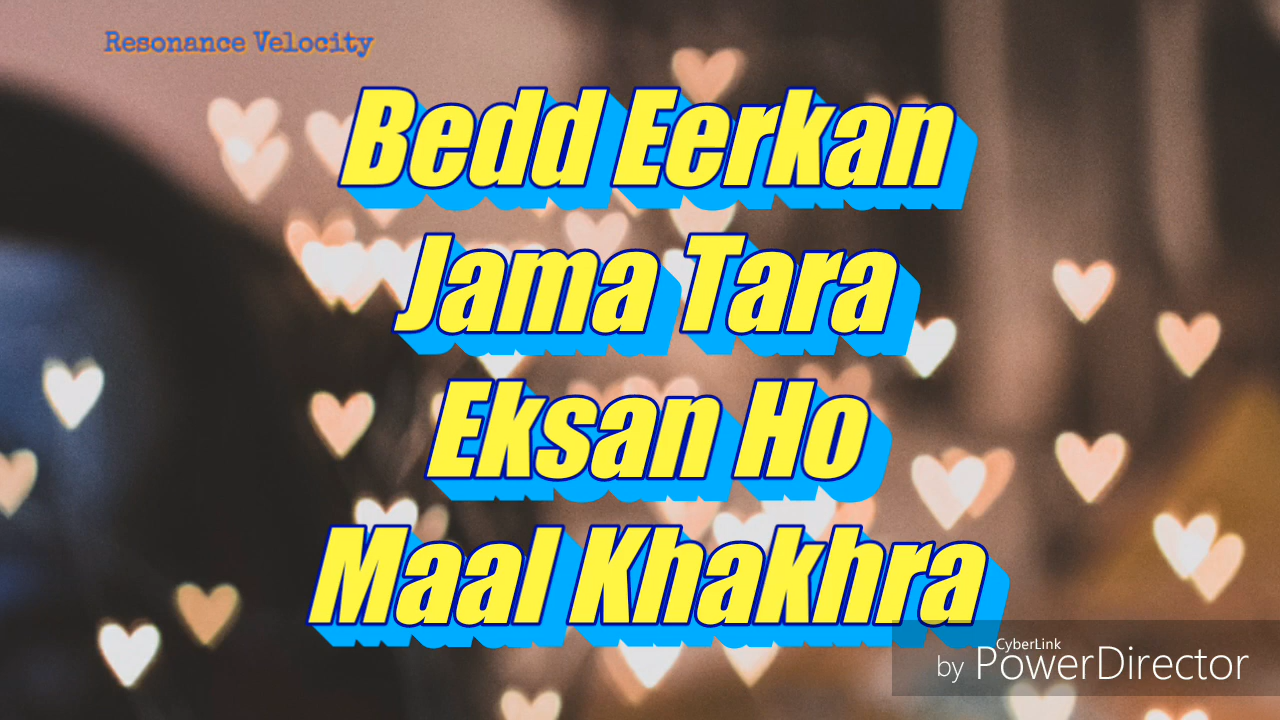 Resonance Velocity
Bedd Eerkan
Jama Tara
Eksan Ho
Maal Khakhra
CyberLink
by PowerDirector